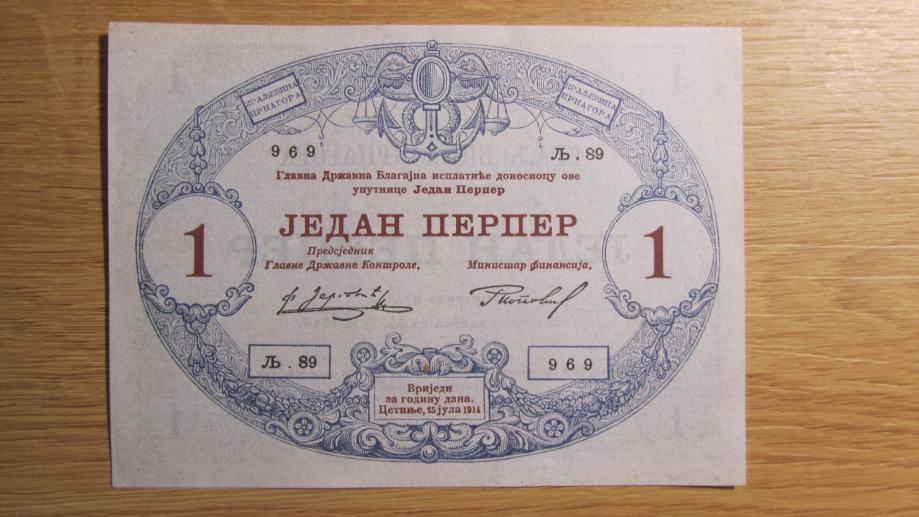 КРАЉЕВИНА
ЦРНАГОРА
КРАЉЕВИНА
ЦРНАГОРА
969
Љ. 89
Главна Државна Благајна исплатиће доносиоцу ове
упутнице Један Перпер
ЈЕДАН ПЕРПЕР
1
1
Предсједник
Главне Државне Контроле,
Министар финансија,
Љ. 89
969
Вриједи
за годину дана.
Цетиње, 25 јула 1914